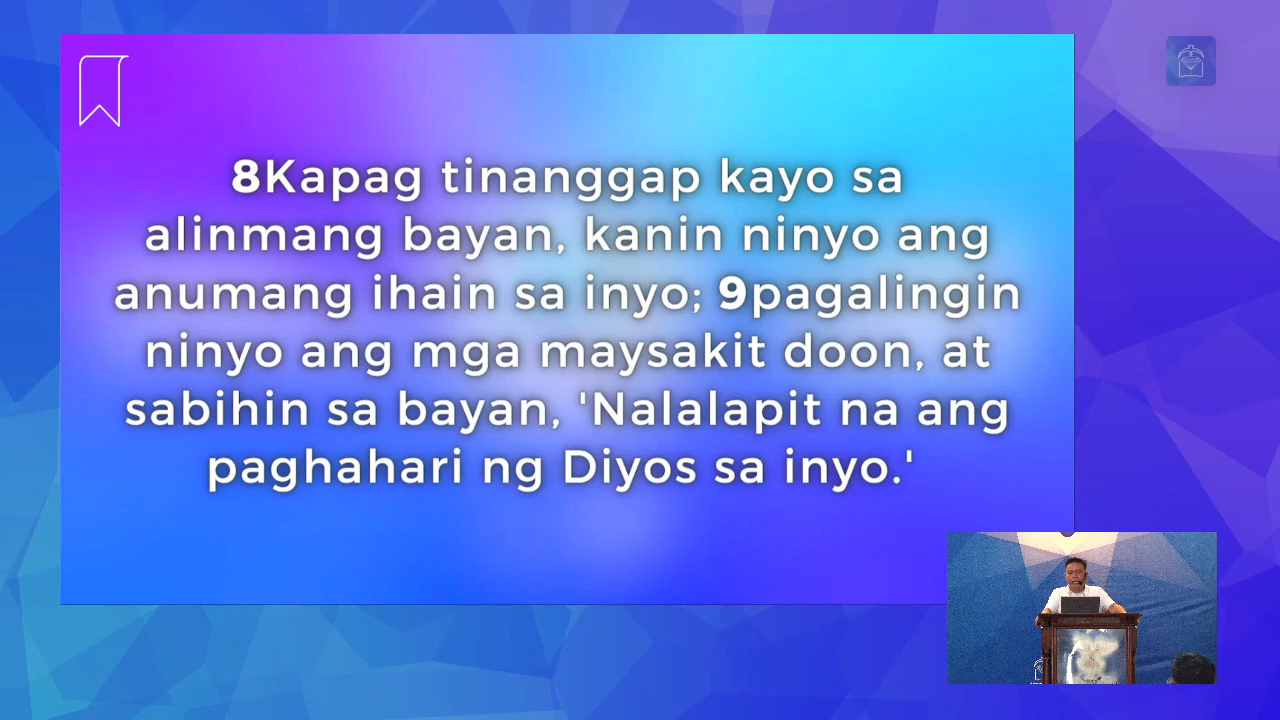 8Kapag tinanggap kayo sa
alinmang bayan, kanin ninyo ang
anumang ihain sa inyo; 9pagalingin
ninyo ang mga maysakit doon, at
sabihin sa bayan, 'Nalalapit na ang
paghahari ng Diyos sa inyo.'